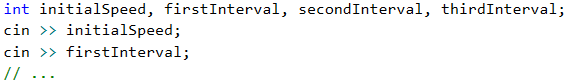 int initialSpeed, firstInterval, secondInterval, thirdInterval;
cin >> initialSpeed;
cin >> firstInterval;
// ...